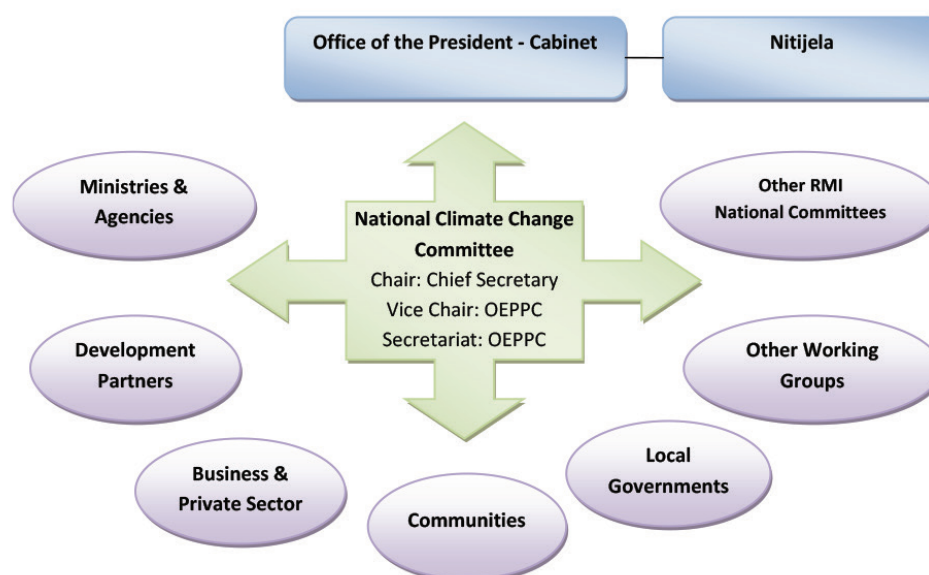 Office of the President - Cabinet
Nitijela
Ministries &
Agencies
Other RMI
National Committees
National Climate Change
Committee
Chair: Chief Secretary
Vice Chair: OEPPC
Secretariat: OEPPC
Development
Partners
Other Working
Groups
Business &
Private Sector
Local
Governments
Communities